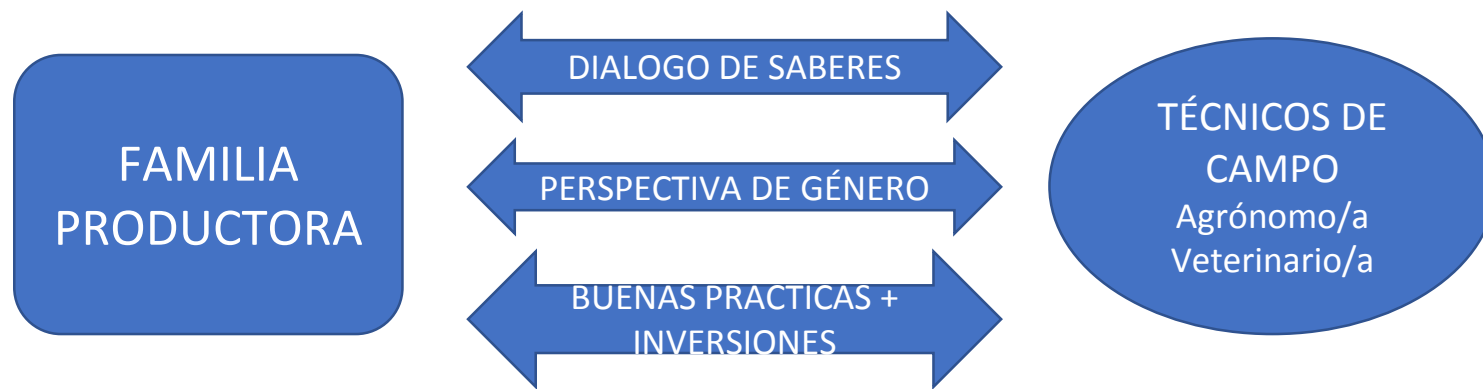 FAMILIA
PRODUCTORA
DIALOGO DE SABERES
PERSPECTIVA DE GÉNERO
BUENAS PRACTICAS +
INVERSIONES
TÉCNICOS DE
CAMPO
Agrónomo/a
Veterinario/a